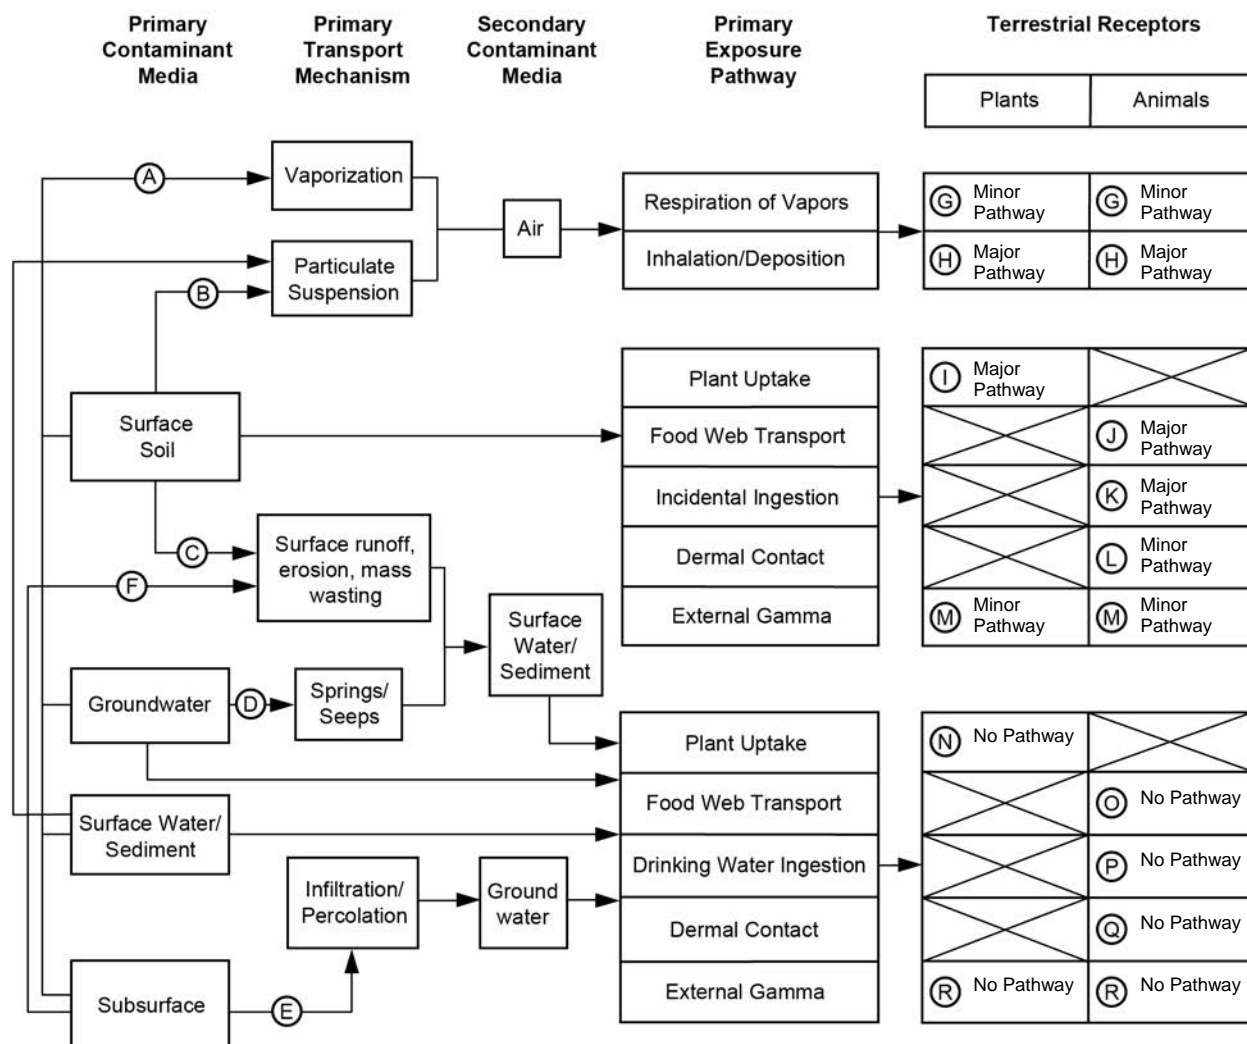 Primary
Contaminant
Media
Primary
Transport
Mechanism
Secondary
Contaminant
Media
Primary
Exposure
Pathway
Terrestrial Receptors
Plants
Animals
A
Vaporization
B
Particulate
Suspension
Air
Respiration of Vapors
Inhalation/Deposition
G Minor
Pathway
G Minor
Pathway
H Major
Pathway
H Major
Pathway
Surface
Soil
Plant Uptake
Food Web Transport
Incidental Ingestion
Dermal Contact
External Gamma
I Major
Pathway
J Major
Pathway
K Major
Pathway
L Minor
Pathway
M Minor
Pathway
M Minor
Pathway
C
F
Surface runoff,
erosion, mass
wasting
Groundwater
D
Springs/
Seeps
Surface
Water/
Sediment
Surface Water/
Sediment
Infiltration/
Percolation
Ground
water
Subsurface
E
Plant Uptake
Food Web Transport
Drinking Water Ingestion
Dermal Contact
External Gamma
N No Pathway
O No Pathway
P No Pathway
Q No Pathway
R No Pathway
R No Pathway